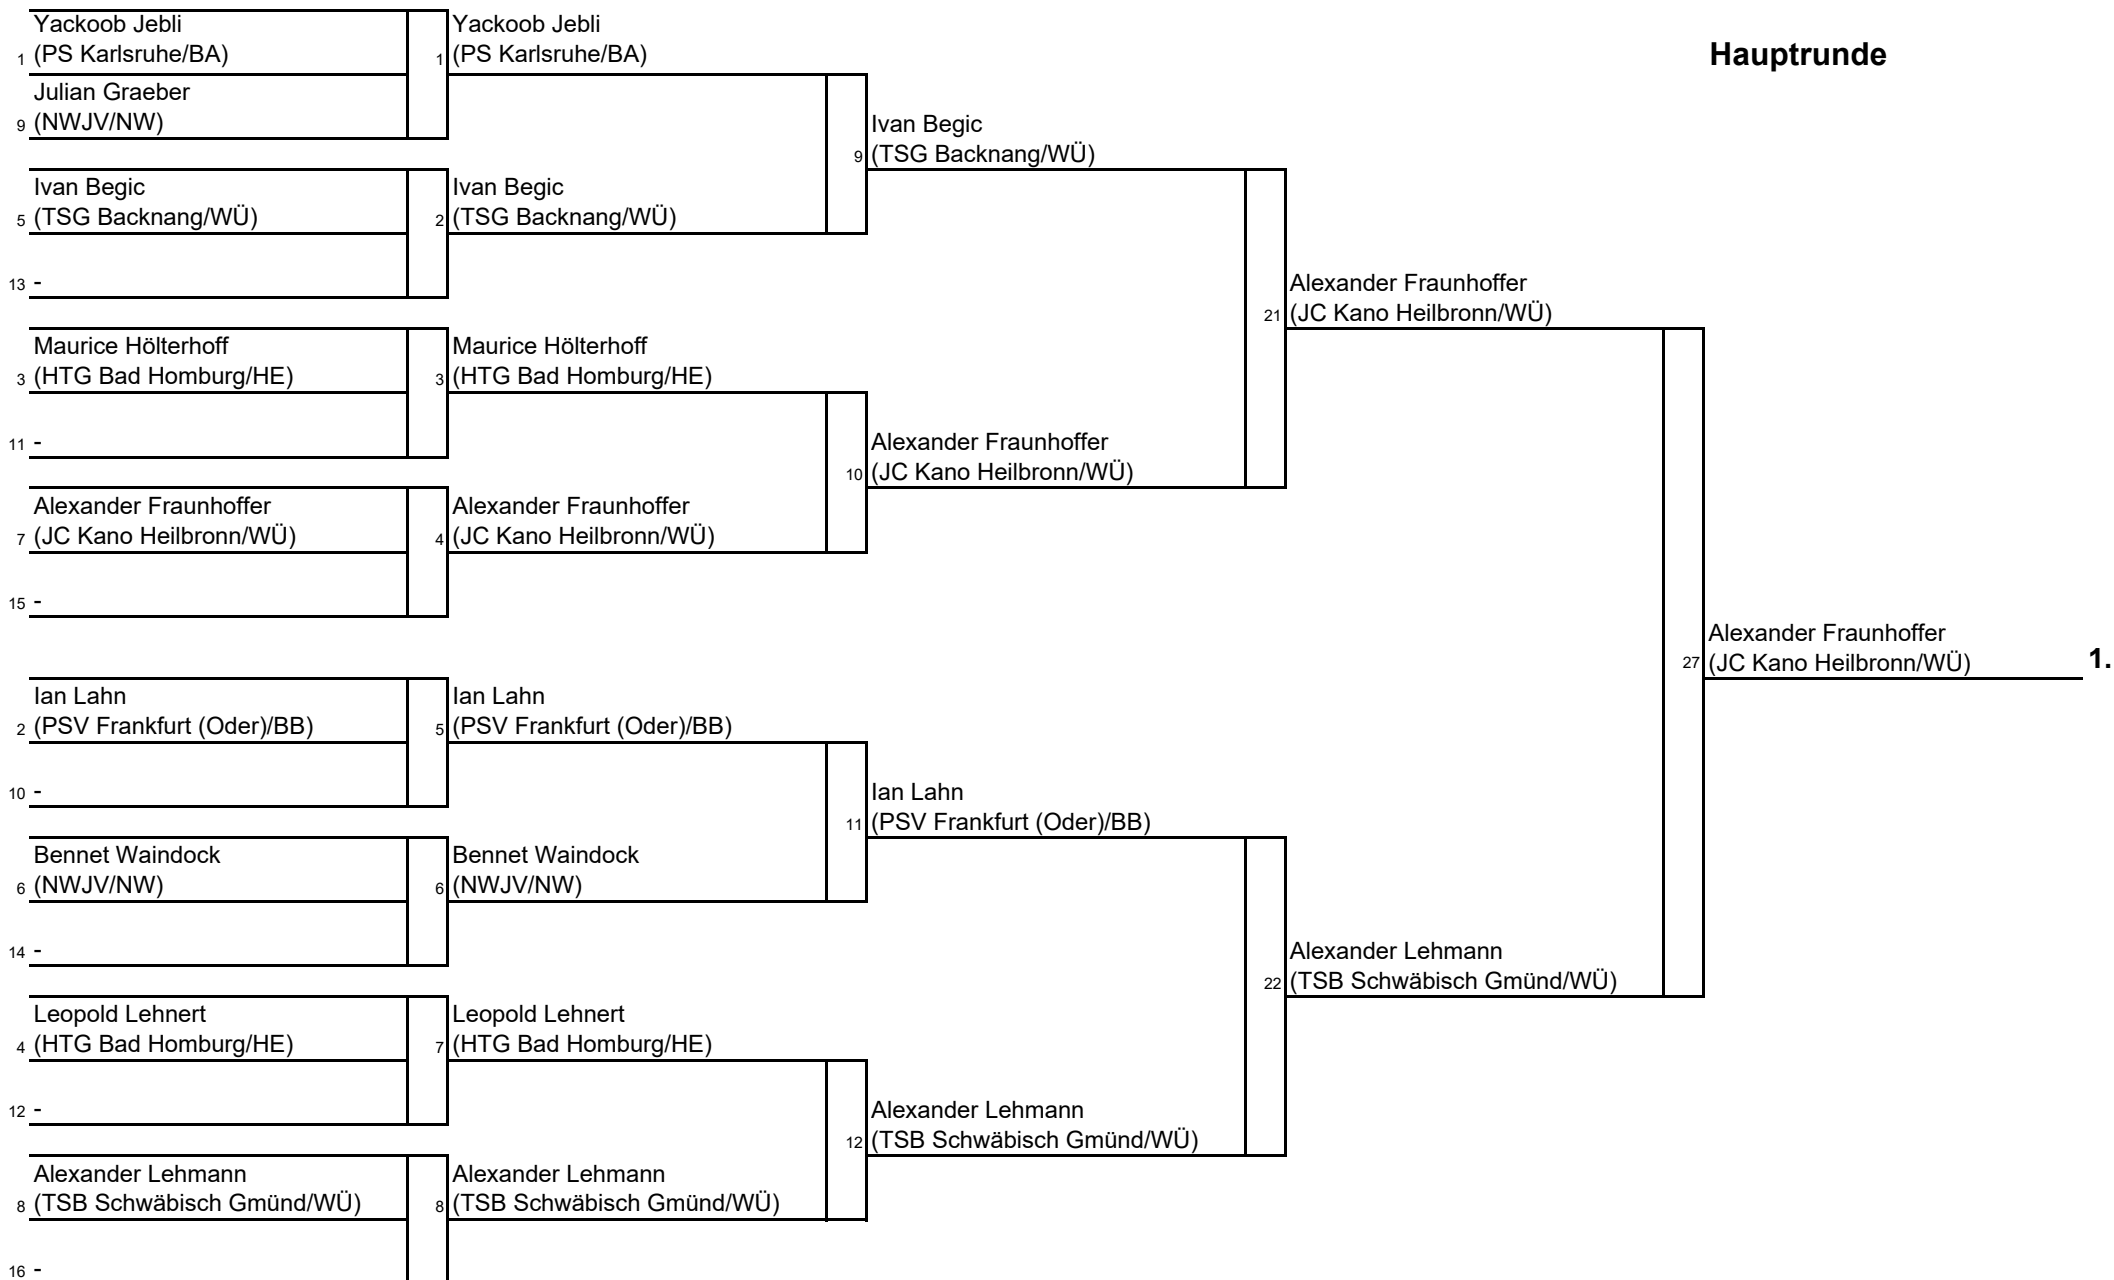 Hauptrunde
Yackoob Jebli
1 (PS Karlsruhe/BA)
Julian Graeber
9 (NWJV/NW)
Ivan Begic
5 (TSG Backnang/WÜ)
13 -
Maurice Hölterhoff
3 (HTG Bad Homburg/HE)
11 -
Alexander Fraunhoffer
7 (JC Kano Heilbronn/WÜ)
15 -
Ian Lahn
2 (PSV Frankfurt (Oder)/BB)
10 -
Bennet Waindock
6 (NWJV/NW)
14 -
Leopold Lehnert
4 (HTG Bad Homburg/HE)
12 -
Alexander Lehmann
8 (TSB Schwäbisch Gmünd/WÜ)
16 -
Yackoob Jebli
1 (PS Karlsruhe/BA)
Ivan Begic
2 (TSG Backnang/WÜ)
Maurice Hölterhoff
3 (HTG Bad Homburg/HE)
Alexander Fraunhoffer
4 (JC Kano Heilbronn/WÜ)
Ian Lahn
5 (PSV Frankfurt (Oder)/BB)
Bennet Waindock
6 (NWJV/NW)
Leopold Lehnert
7 (HTG Bad Homburg/HE)
Alexander Lehmann
8 (TSB Schwäbisch Gmünd/WÜ)
Ivan Begic
9 (TSG Backnang/WÜ)
Alexander Fraunhoffer
10 (JC Kano Heilbronn/WÜ)
Ian Lahn
11 (PSV Frankfurt (Oder)/BB)
Alexander Lehmann
12 (TSB Schwäbisch Gmünd/WÜ)
Alexander Fraunhoffer
21 (JC Kano Heilbronn/WÜ)
Alexander Lehmann
22 (TSB Schwäbisch Gmünd/WÜ)
Alexander Fraunhoffer
27 (JC Kano Heilbronn/WÜ) 1.